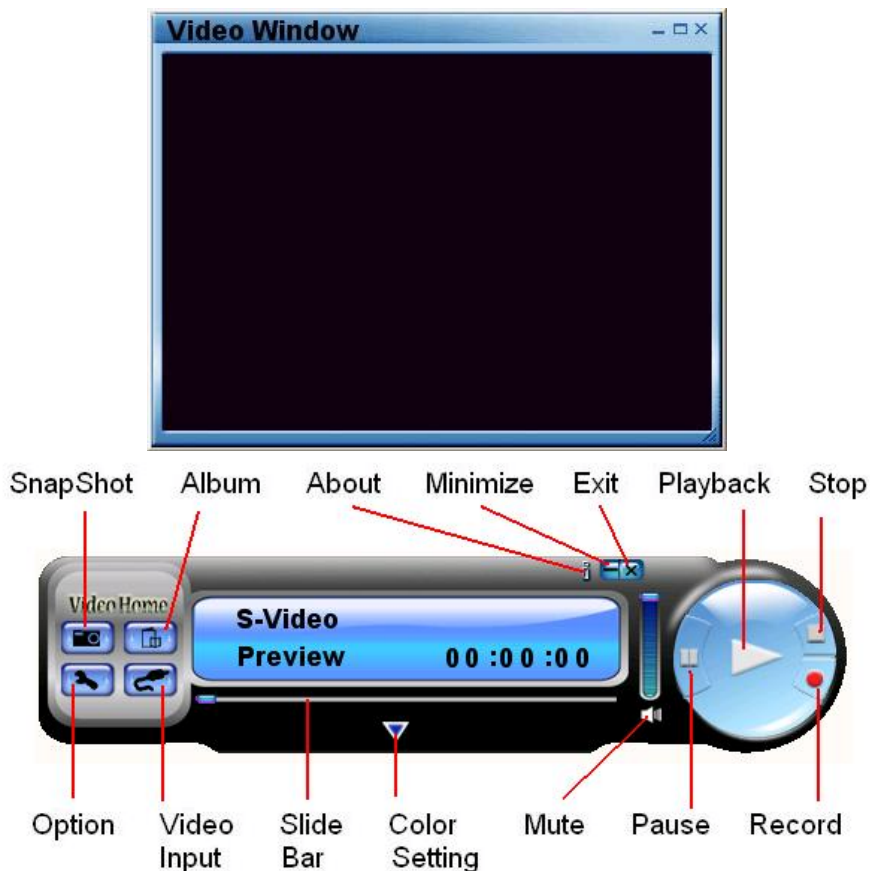 Video Window
SnapShot Album About Minimize Exit Playback Stop
VideoHome
S-Video
Preview 00:00:00
Option Video Input Slide Bar Color Setting Mute Pause Record